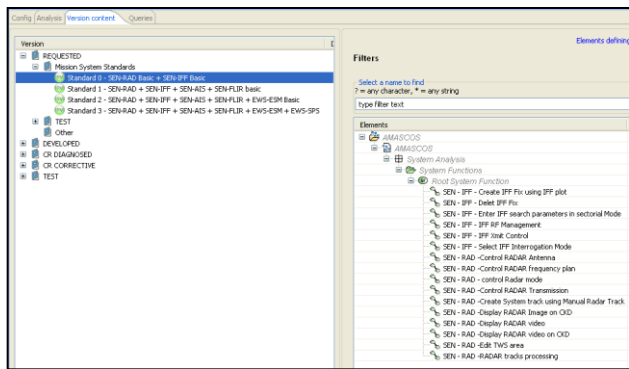 Config
Analysis
Version content
Queries
Version
REQUESTED
Mission System Standards
Standard 0 - SEN-RAD Basic + SEN-IFF Basic
Standard 1 - SEN-RAD + SEN-IFF + SEN-AIS + SEN-FLIR basic
Standard 2 - SEN-RAD + SEN-IFF + SEN-AIS + SEN-FLIR + EWS-ESM Basic
Standard 3 - SEN-RAD + SEN-IFF + SEN-AIS + SEN-FLIR + EWS-ESM + EWS-SPS
TEST
Other
DEVELOPED
CR DIAGNOSED
CR CORRECTIVE
TEST
Elements defining
Filters
Select a name to find
? = any character, * = any string
type filter text
Elements
AMASCOS
AMASCOS
System Analysis
System Functions
Root System Function
SEN - IFF - Create IFF Fix using IFF plot
SEN - IFF - Delet IFF Fix
SEN - IFF - Enter IFF search parameters in sectorial Mode
SEN - IFF - IFF RF Management
SEN - IFF - IFF Xmit Control
SEN - IFF - Select IFF Interrogation Mode
SEN - RAD -Control RADAR Antenna
SEN - RAD -Control RADAR frequency plan
SEN - RAD - control Radar mode
SEN - RAD -Control RADAR Transmission
SEN - RAD -Create System track using Manual Radar Track
SEN - RAD -Display RADAR Image on CKD
SEN - RAD -Display RADAR video
SEN - RAD -Display RADAR video on CKD
SEN - RAD -Edit TWS area
SEN - RAD -RADAR tracks processing